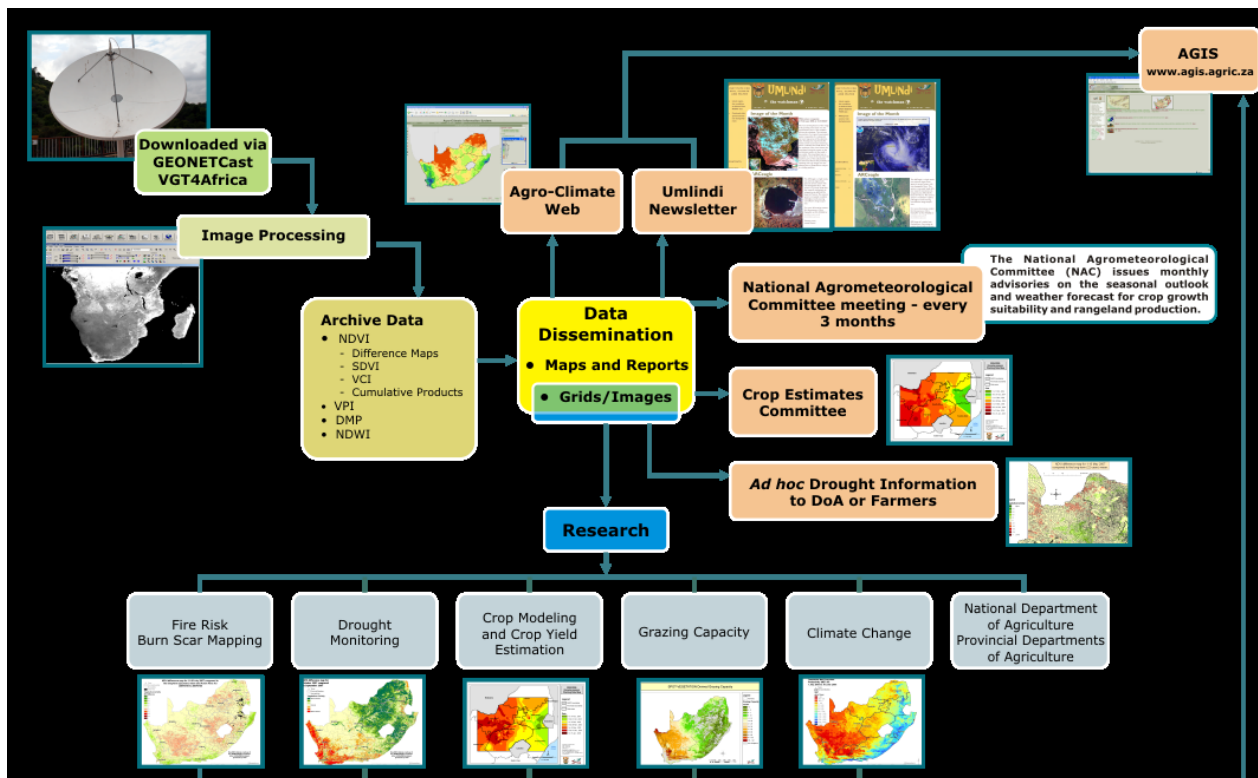 AGIS
www.agis.agric.za
UMLINDI
UMLINDI
Image of the Month
Image of the Month
Downloaded via
GEONETCast
VGT4Africa
Agro-Climate
Web
Umlindi
Newsletter
Image Processing
The National Agrometeorological
Committee (NAC) issues monthly
advisories on the seasonal outlook
and weather forecast for crop growth
suitability and rangeland production.
National Agrometeorological
Committee meeting - every
3 months
Archive Data
• NDVI
- Difference Maps
- SDVI
- VCI
- Cumulative Products
• VPI
• DMP
• NDWI
Data
Dissemination
• Maps and Reports
• Grids/Images
Crop Estimates
Committee
Ad hoc Drought Information
to DoA or Farmers
Research
Fire Risk
Burn Scar Mapping
Drought
Monitoring
Crop Modeling
and Crop Yield
Estimation
Grazing Capacity
Climate Change
National Department
of Agriculture
Provincial Departments
of Agriculture